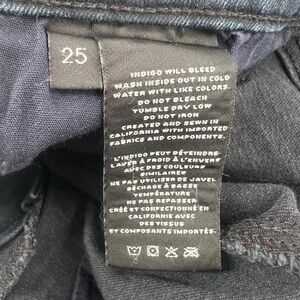 25
INDIGO WILL BLEED
WASH INSIDE OUT IN COLD
WATER WITH LIKE COLORS.
DO NOT BLEACH
TUMBLE DRY LOW
DO NOT IRON
CREATED AND SEWN IN
CALIFORNIA WITH IMPORTED
FABRICS AND COMPONENTS.
L'INDIGO PEUT DÉTEINDRE
LAVER À FROID À L'ENVERS
AVEC DES COULEURS
SIMILAIRES
NE PAS UTILISER DE JAVEL
SÉCHAGE À BASSE
TEMPÉRATURE
NE PAS REPASSER
CRÉÉ ET CONFECTIONNÉ EN
CALIFORNIE AVEC
DES TISSUS
ET COMPOSANTS IMPORTÉS.